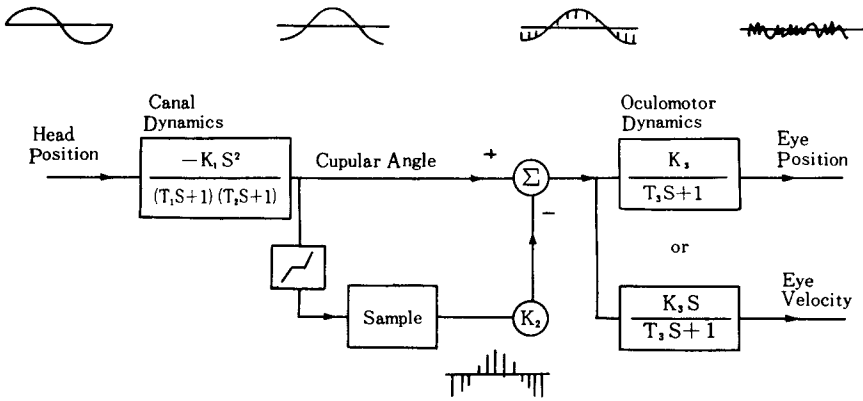 Canal
Dynamics
Oculomotor
Dynamics
Head
Position
−K₁S²
(T₁S+1) (T₂S+1)
Cupular Angle
+
Σ
−
K₃
T₃S+1
Eye
Position
or
Sample
K₂
K₃S
T₃S+1
Eye
Velocity